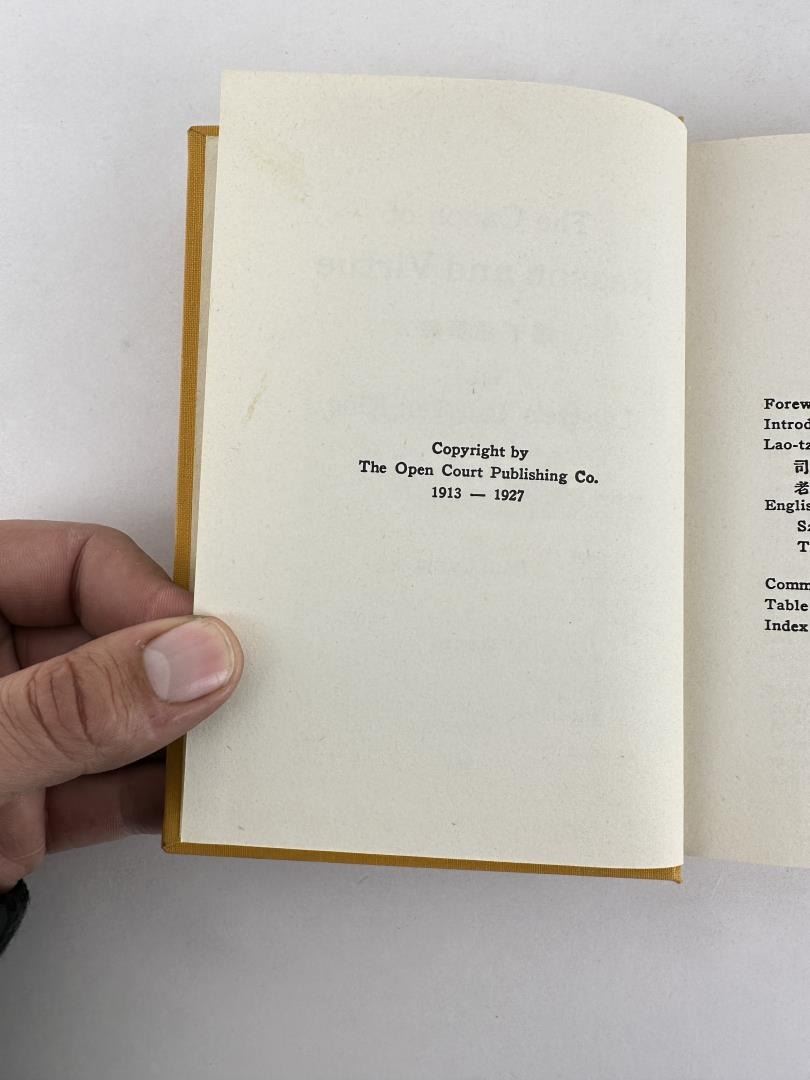 Copyright by
The Open Court Publishing Co.
1913 — 1927
Forew
Introd
Lao-tz
司
老
Englis
Sa
T
Comm
Table
Index